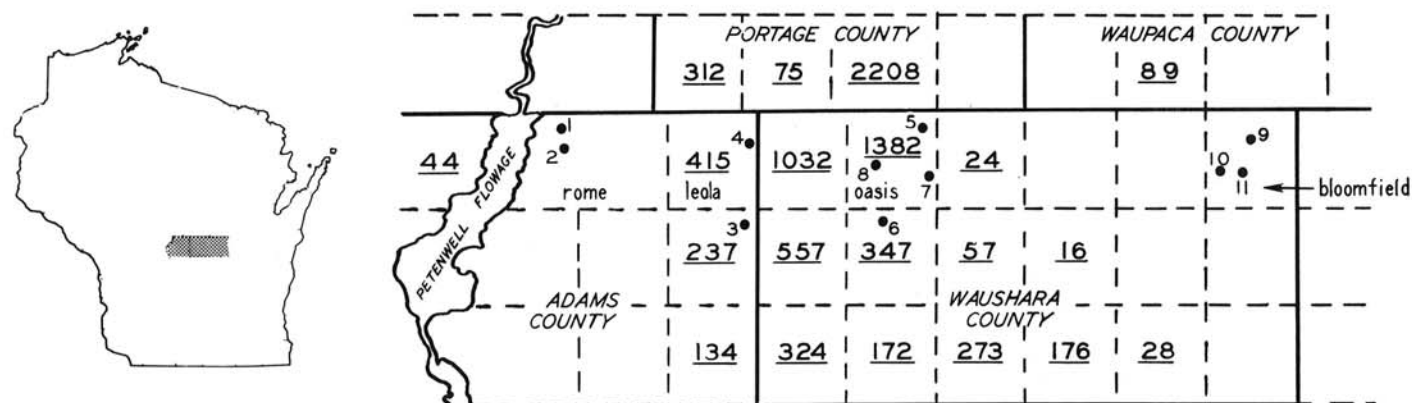 PORTAGE COUNTY
WAUPACA COUNTY
312 75 2208 89
1 5
4 9
2 44 415 1032 1382 24
8 10
7 11
rome leola oasis bloomfield
PETENWELL FLOWAGE
3 6
237 557 347 57 16
ADAMS
COUNTY
WAUSHARA
COUNTY
134 324 172 273 176 28